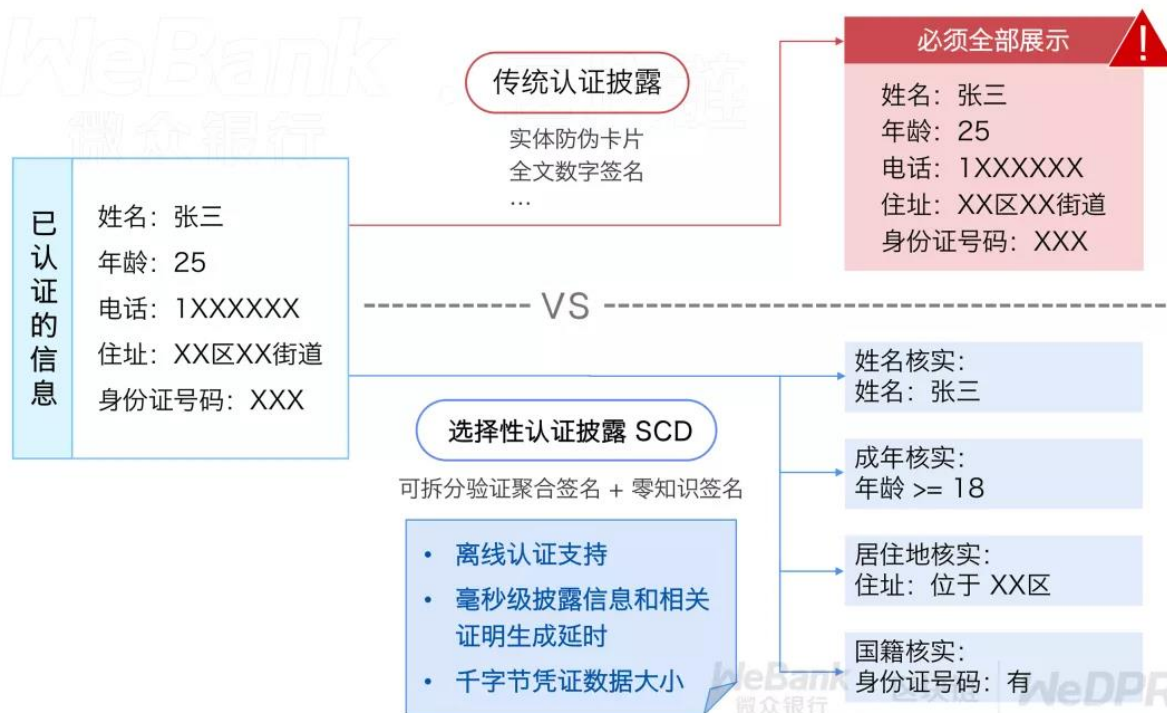 WeBank
微众银行
链
传统认证披露
实体防伪卡片
全文数字签名
...
必须全部展示
!
姓名：张三
年龄：25
电话：1XXXXXX
住址：XX区XX街道
身份证号码：XXX
已认证的信息
姓名：张三
年龄：25
电话：1XXXXXX
住址：XX区XX街道
身份证号码：XXX
VS
选择性认证披露 SCD
可拆分验证聚合签名 + 零知识签名
• 离线认证支持
• 毫秒级披露信息和相关
证明生成延时
• 千字节凭证数据大小
姓名核实：
姓名：张三
成年核实：
年龄 >= 18
居住地核实：
住址：位于 XX区
国籍核实：
身份证号码：有
WeBank
微众银行
区块链
WeDPR